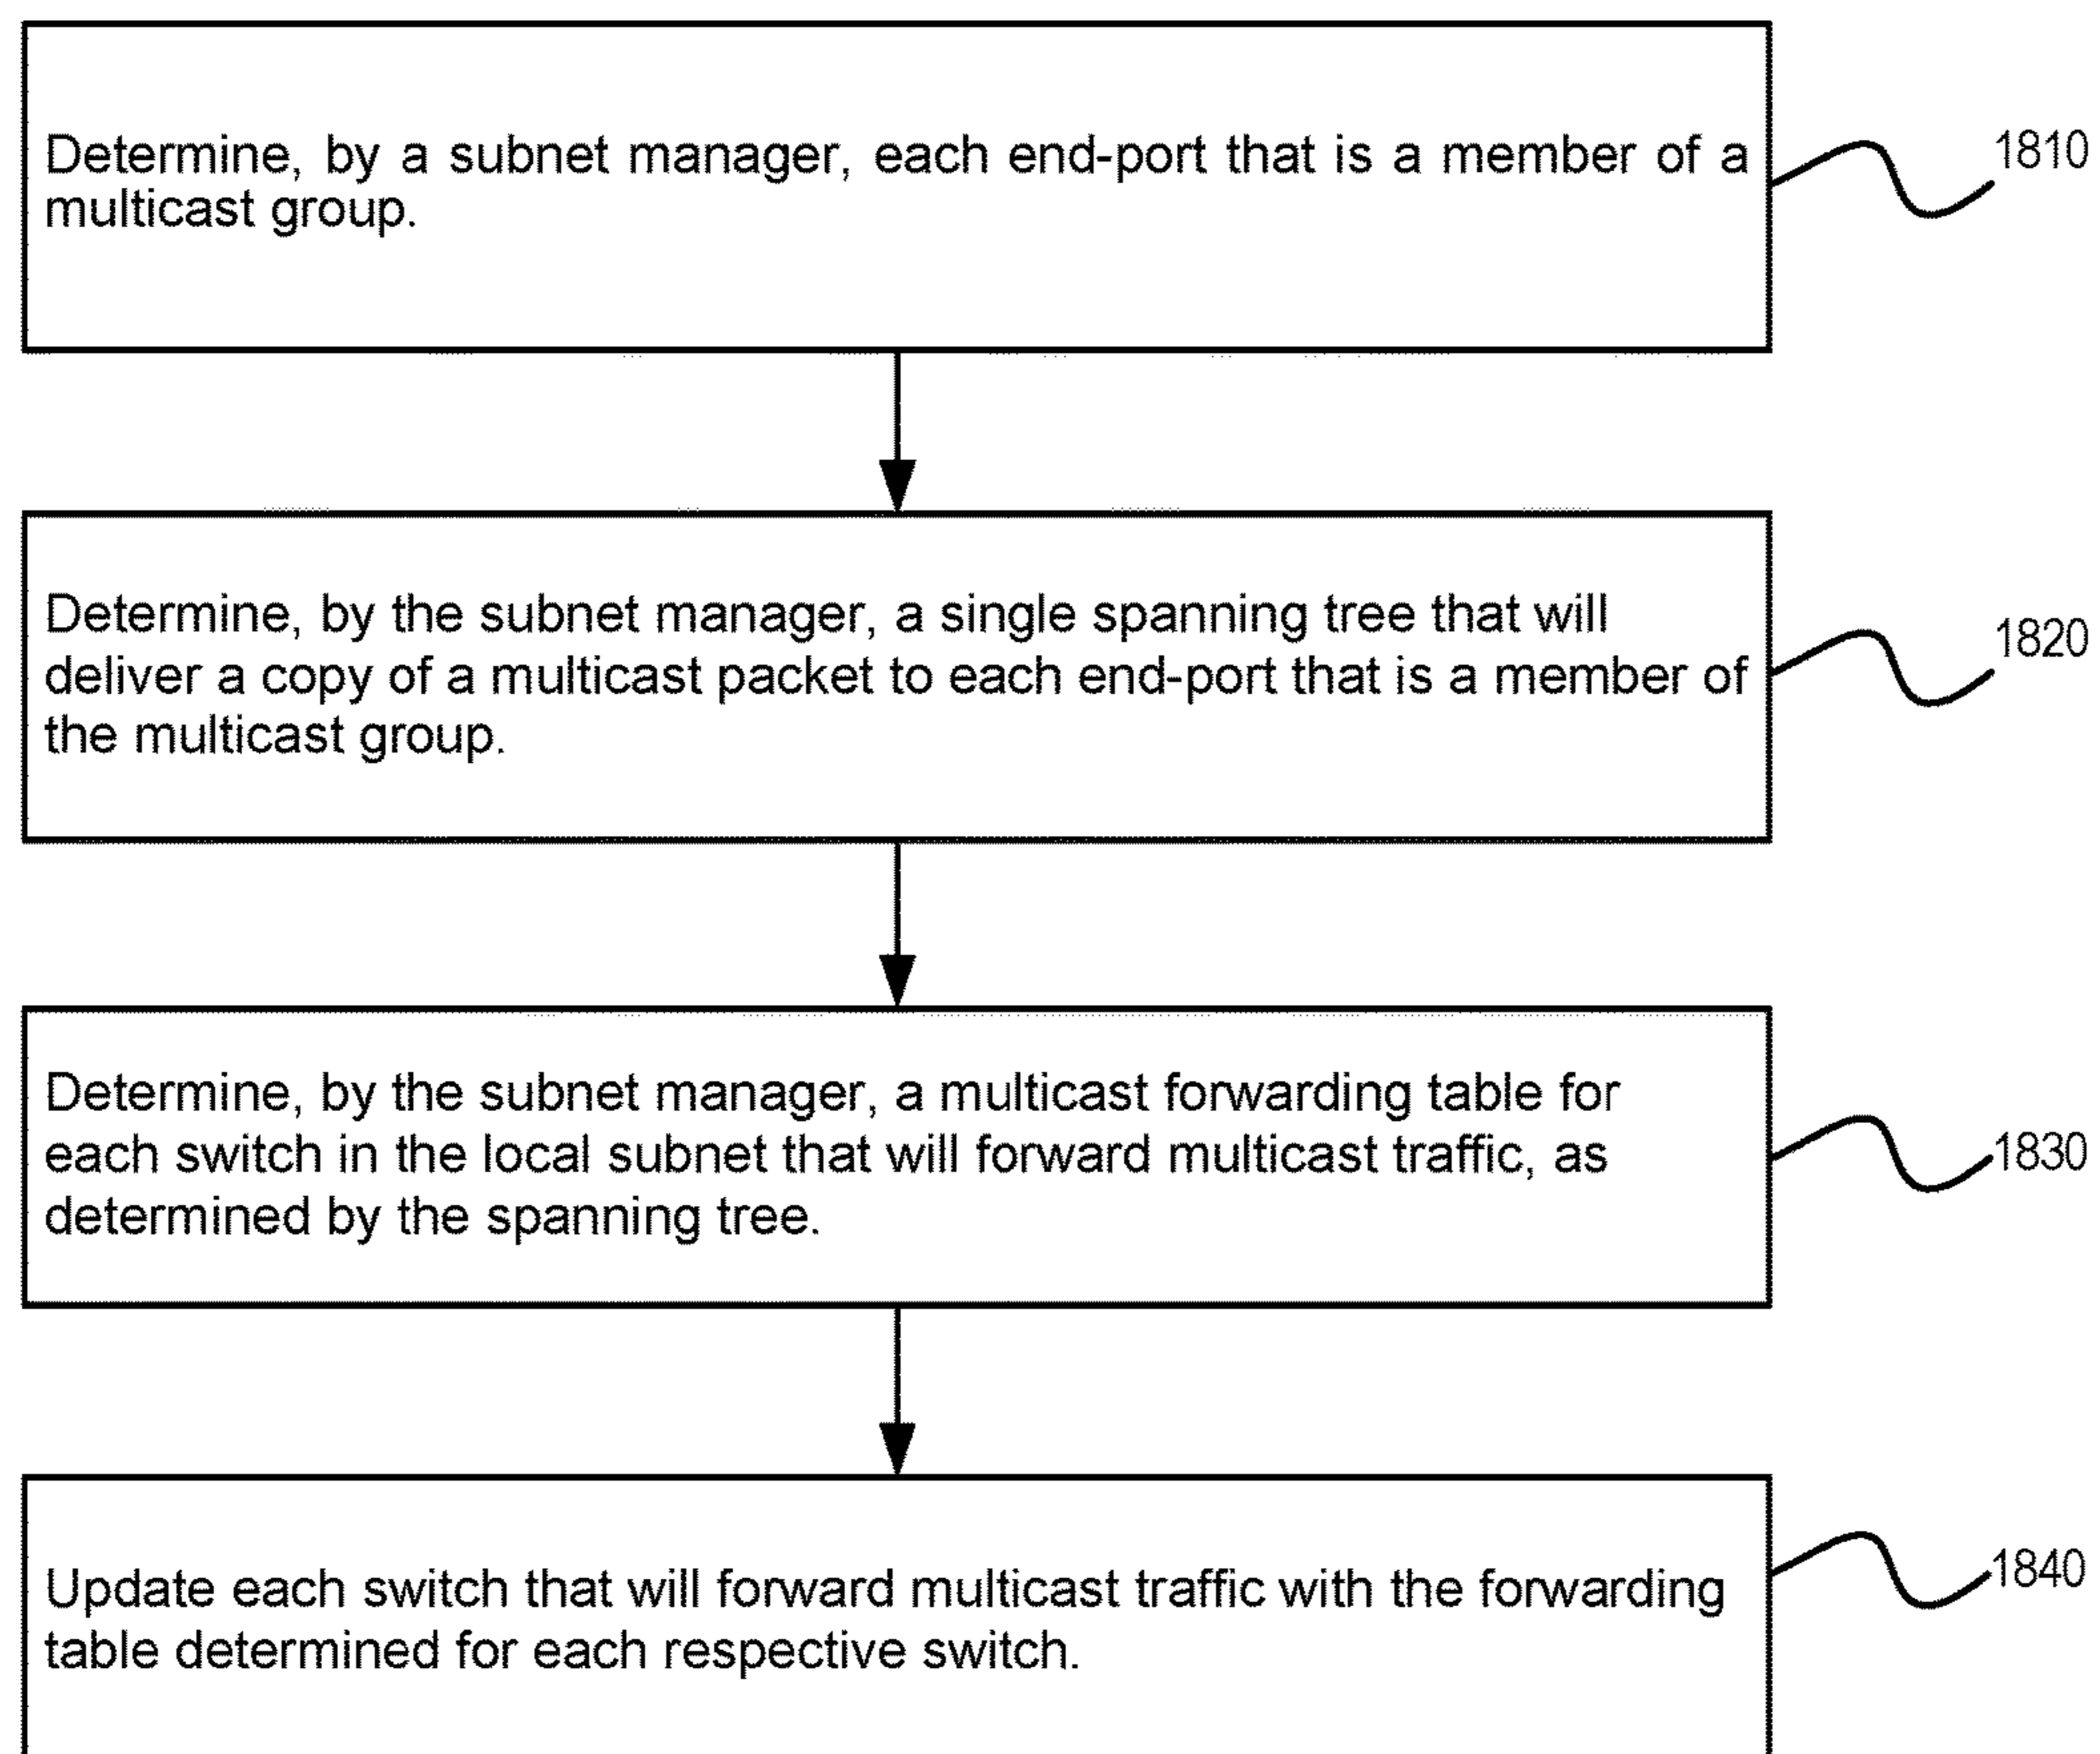 Determine, by a subnet manager, each end-port that is a member of a
multicast group.
1810
Determine, by the subnet manager, a single spanning tree that will
deliver a copy of a multicast packet to each end-port that is a member of
the multicast group.
1820
Determine, by the subnet manager, a multicast forwarding table for
each switch in the local subnet that will forward multicast traffic, as
determined by the spanning tree.
1830
Update each switch that will forward multicast traffic with the forwarding
table determined for each respective switch.
1840